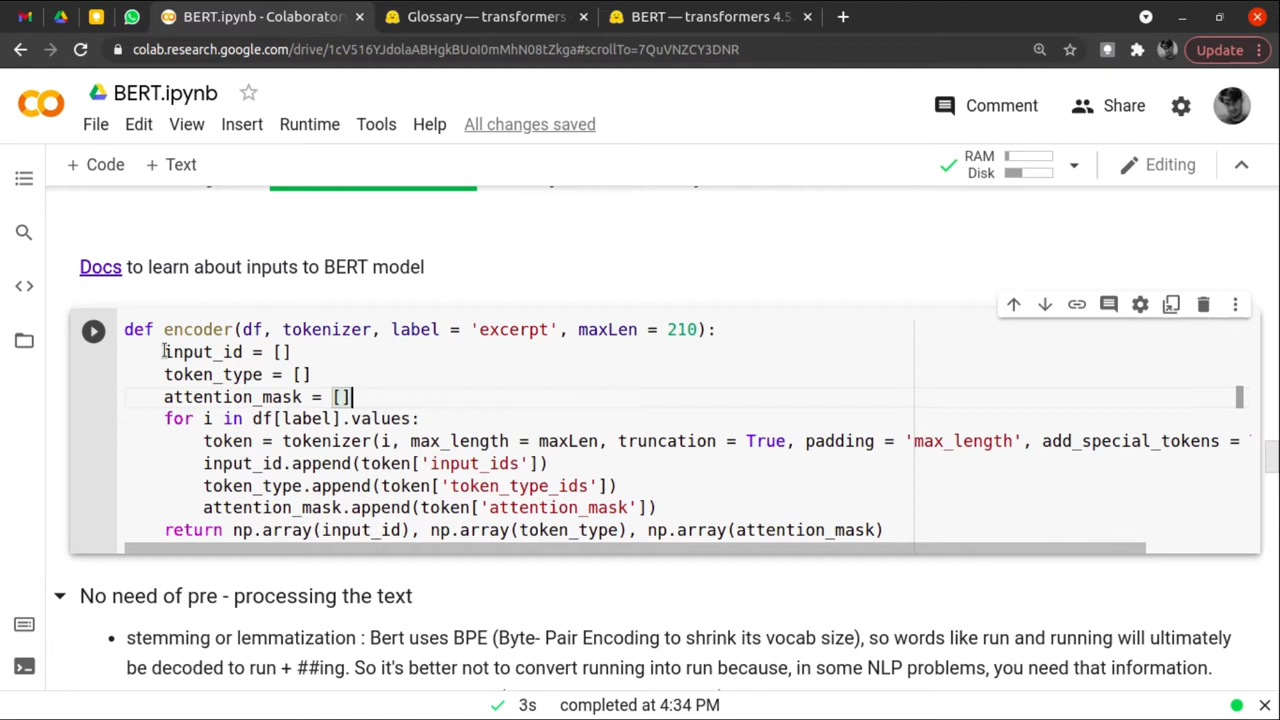 BERT.ipynb - Colaboratory
Glossary — transformers
BERT — transformers 4.5.
colab.research.google.com/drive/1cV516YJdolaABHgkBUoI0mMhN08tZkga#scrollTo=7QuVNZCY3DNR
Update
BERT.ipynb
Comment
Share
File Edit View Insert Runtime Tools Help All changes saved
+ Code + Text
RAM
Disk
Editing
Docs to learn about inputs to BERT model
def encoder(df, tokenizer, label = 'excerpt', maxLen = 210):
input_id = []
token_type = []
attention_mask = []
for i in df[label].values:
token = tokenizer(i, max_length = maxLen, truncation = True, padding = 'max_length', add_special_tokens =
input_id.append(token['input_ids'])
token_type.append(token['token_type_ids'])
attention_mask.append(token['attention_mask'])
return np.array(input_id), np.array(token_type), np.array(attention_mask)
No need of pre - processing the text
• stemming or lemmatization : Bert uses BPE (Byte- Pair Encoding to shrink its vocab size), so words like run and running will ultimately
be decoded to run + ##ing. So it's better not to convert running into run because, in some NLP problems, you need that information.
3s completed at 4:34 PM